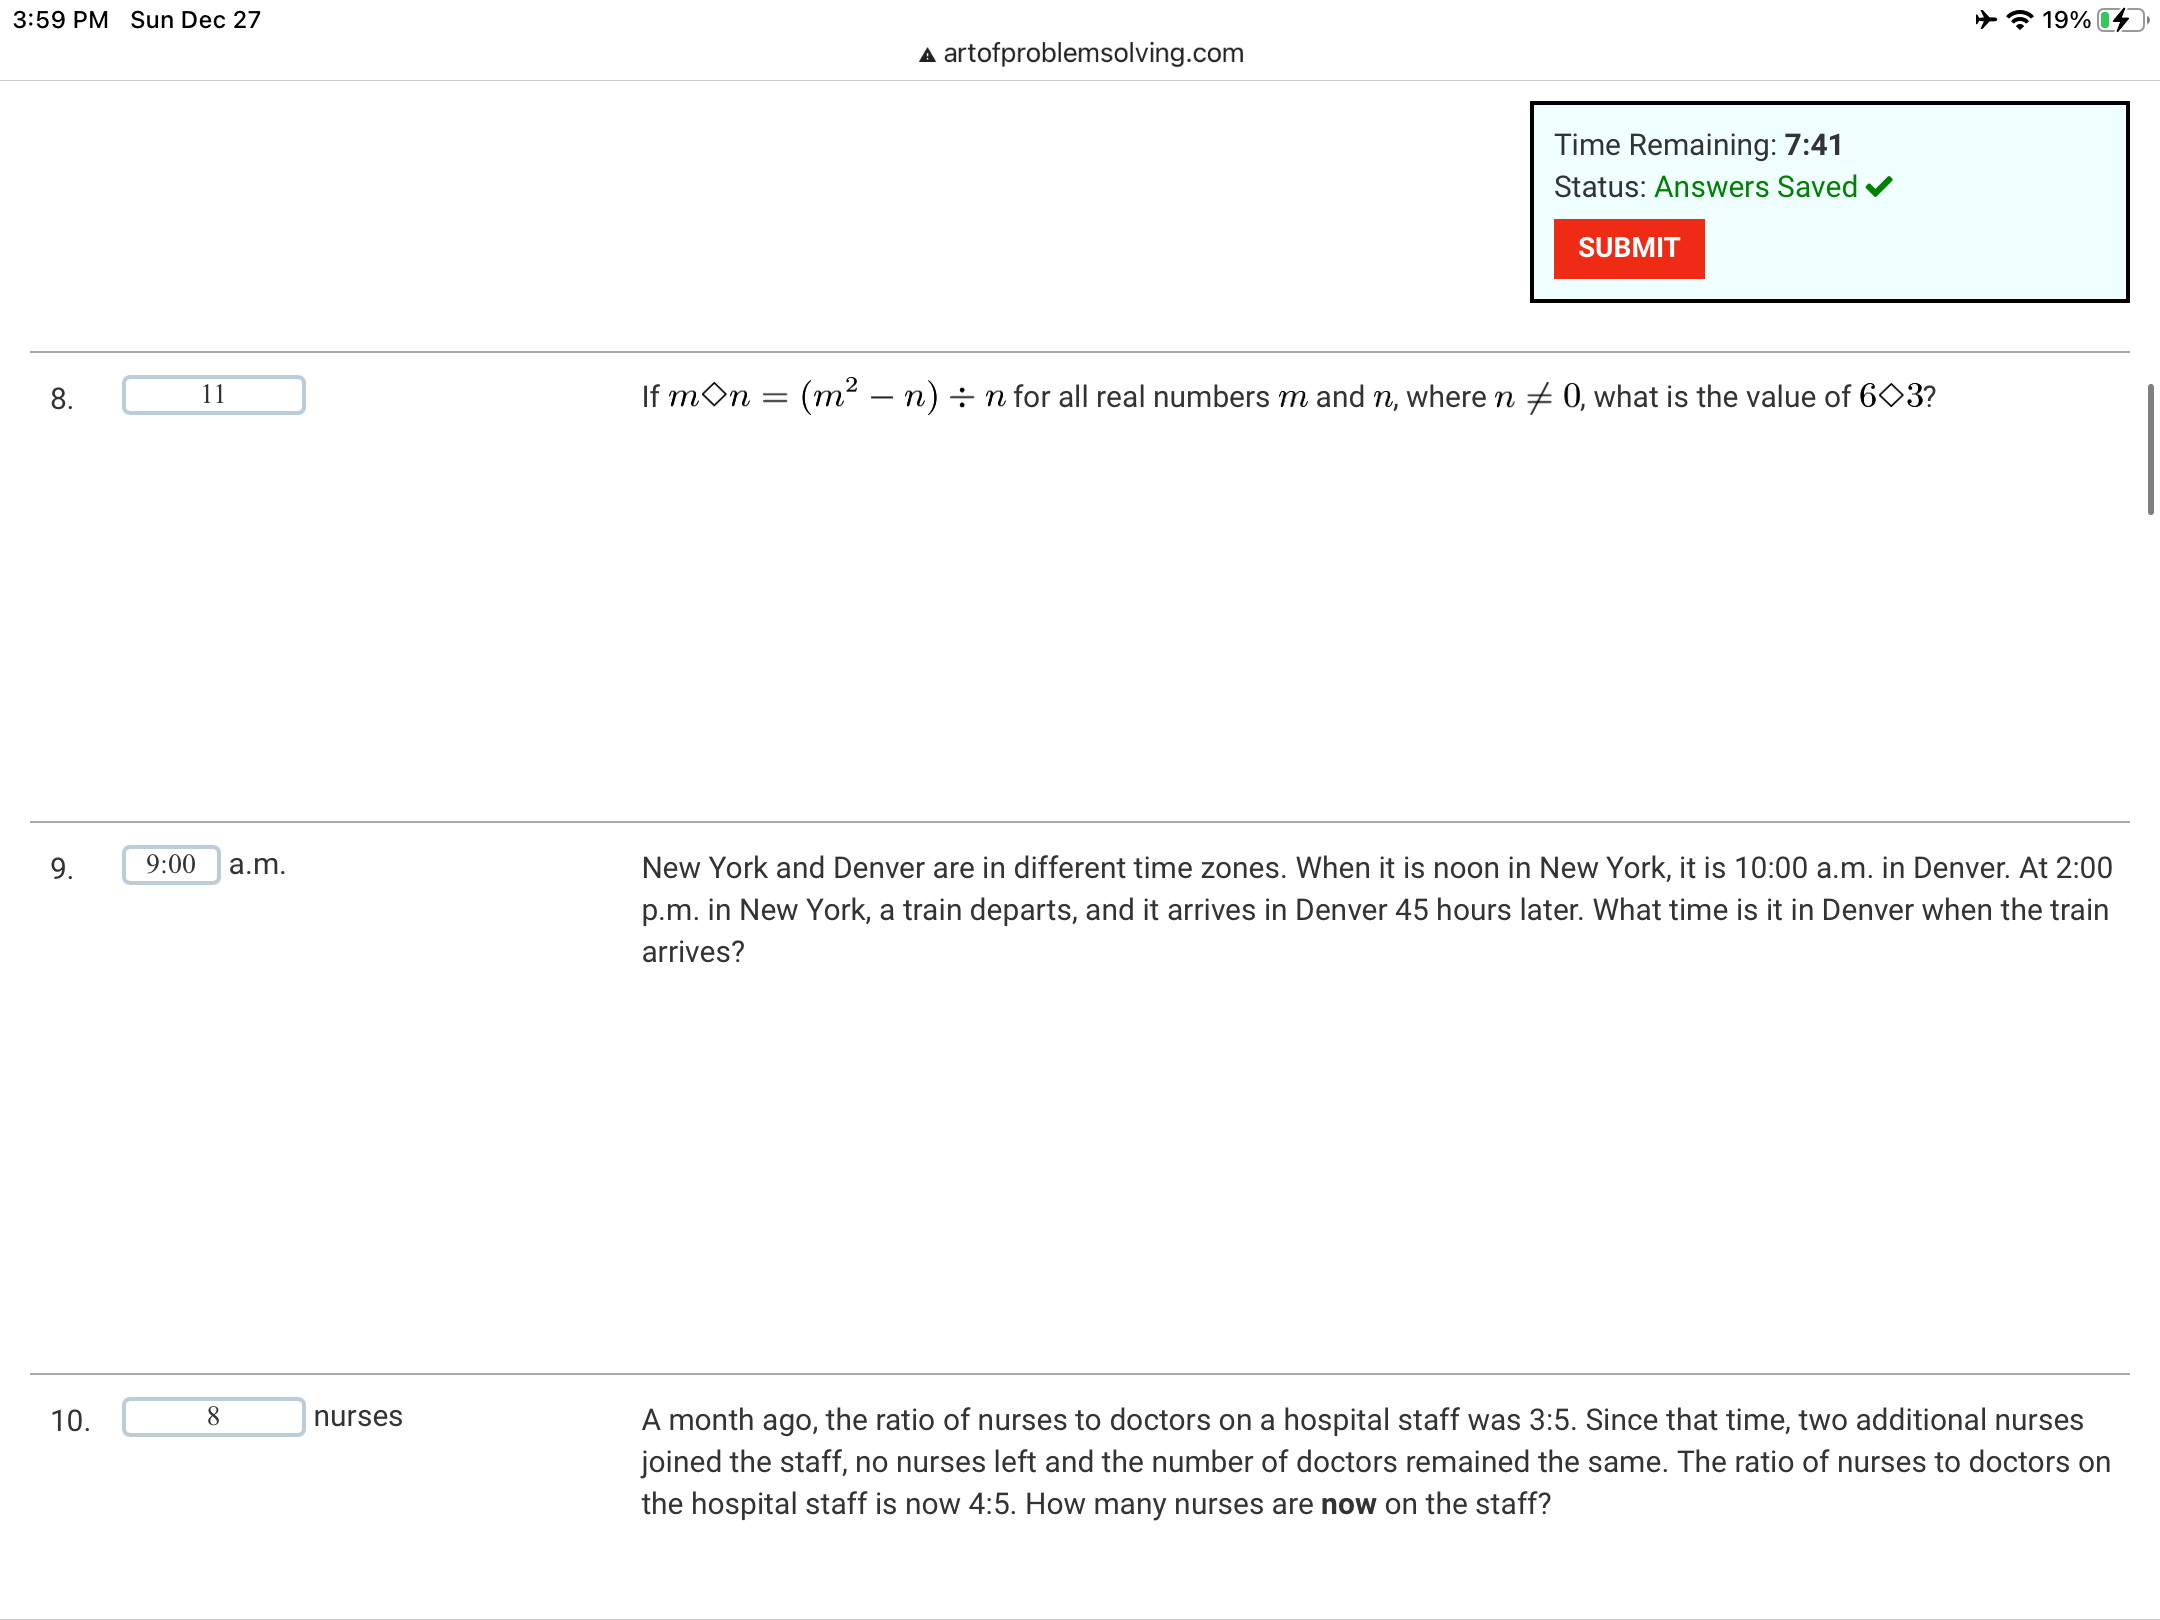 3:59 PM Sun Dec 27
19%
artofproblemsolving.com
Time Remaining: 7:41
Status: Answers Saved ✔
SUBMIT
8. 11 If m◇n = (m² − n) ÷ n for all real numbers m and n, where n ≠ 0, what is the value of 6◇3?
9. 9:00 a.m. New York and Denver are in different time zones. When it is noon in New York, it is 10:00 a.m. in Denver. At 2:00
p.m. in New York, a train departs, and it arrives in Denver 45 hours later. What time is it in Denver when the train
arrives?
10. 8 nurses A month ago, the ratio of nurses to doctors on a hospital staff was 3:5. Since that time, two additional nurses
joined the staff, no nurses left and the number of doctors remained the same. The ratio of nurses to doctors on
the hospital staff is now 4:5. How many nurses are now on the staff?